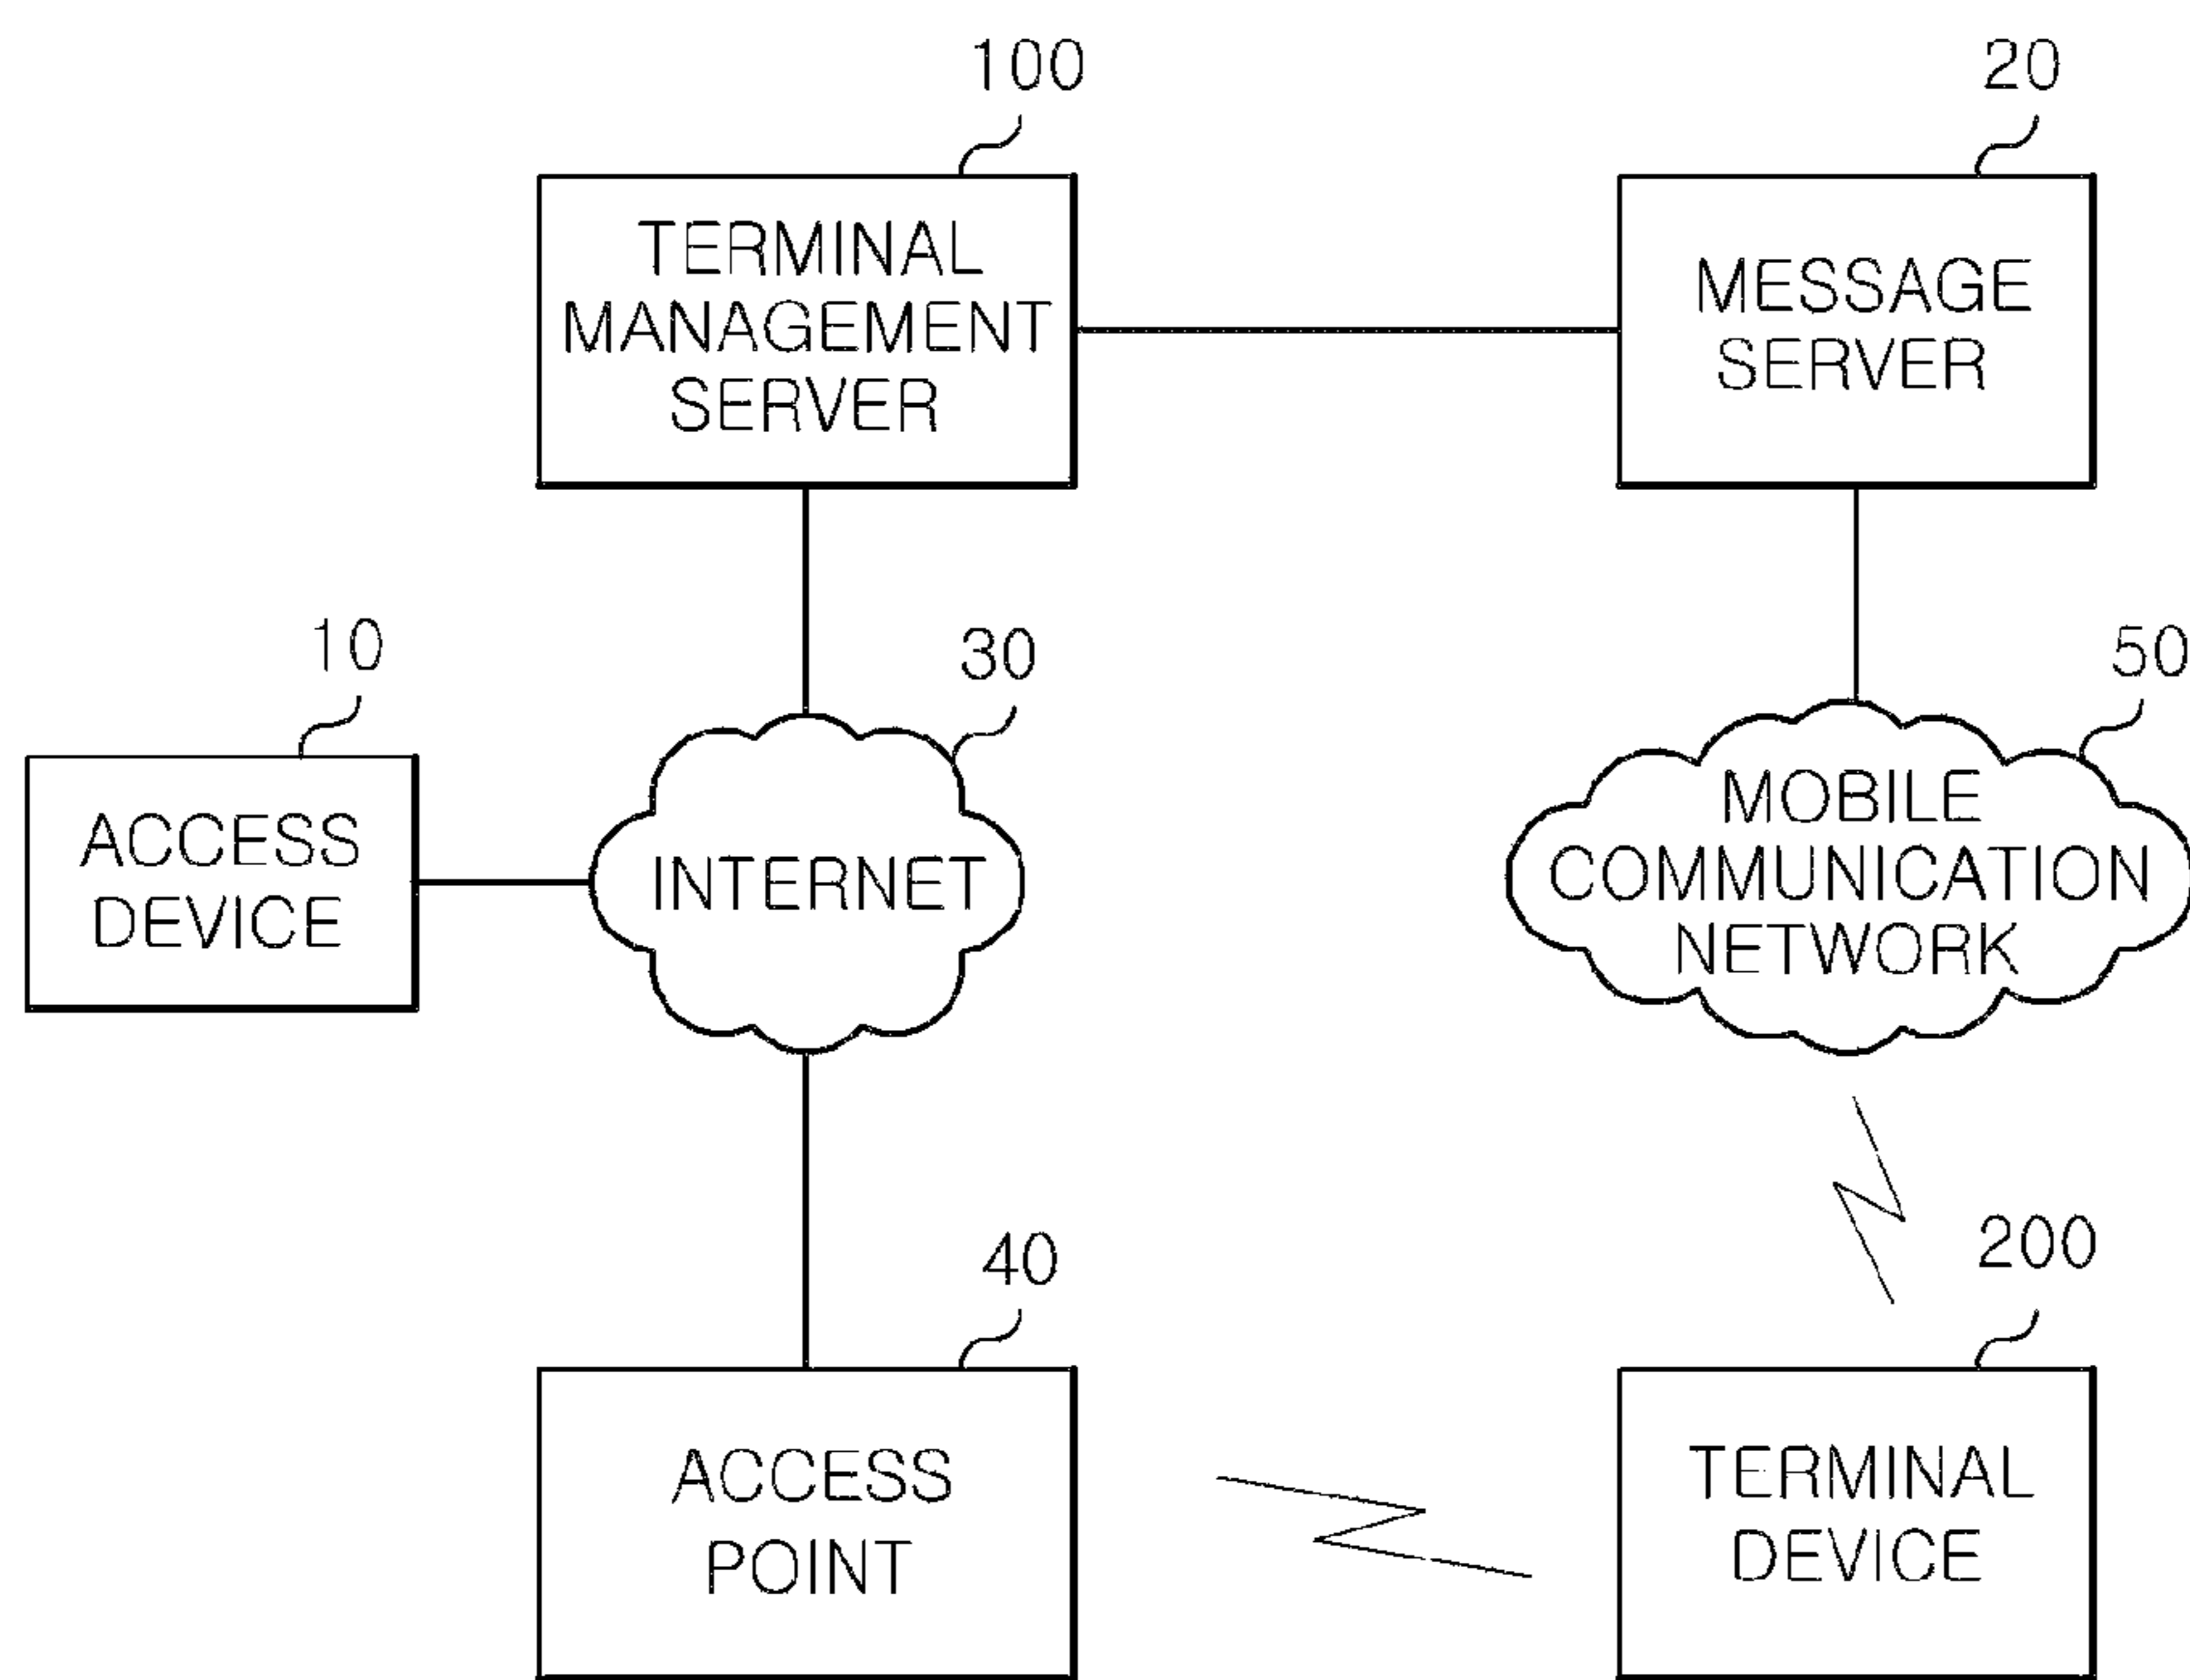 100
20
TERMINAL
MANAGEMENT
SERVER
MESSAGE
SERVER
10
30
50
ACCESS
DEVICE
INTERNET
MOBILE
COMMUNICATION
NETWORK
40
200
ACCESS
POINT
TERMINAL
DEVICE